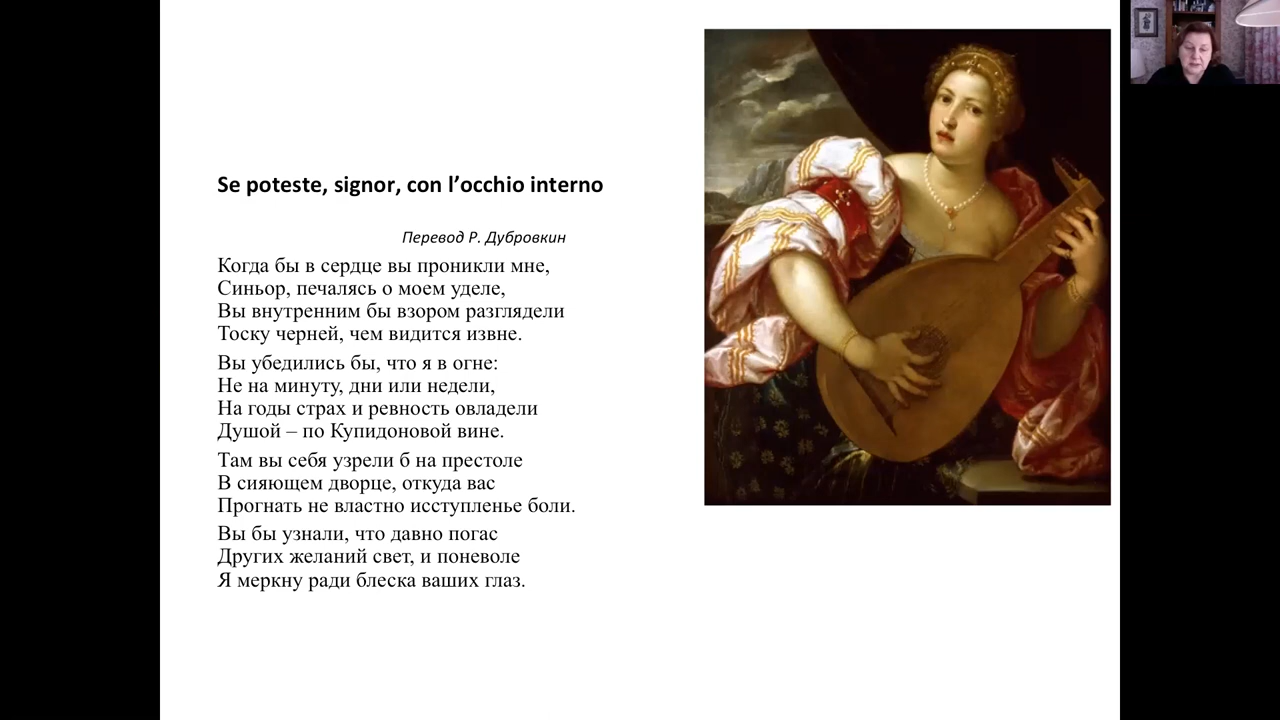 Se poteste, signor, con l’occhio interno
Перевод Р. Дубровкин
Когда бы в сердце вы проникли мне,
Синьор, печалясь о моем уделе,
Вы внутренним бы взором разглядели
Тоску черней, чем видится извне.
Вы убедились бы, что я в огне:
Не на минуту, дни или недели,
На годы страх и ревность овладели
Душой – по Купидоновой вине.
Там вы себя узрели б на престоле
В сияющем дворце, откуда вас
Прогнать не властно исступленье боли.
Вы бы узнали, что давно погас
Других желаний свет, и поневоле
Я меркну ради блеска ваших глаз.